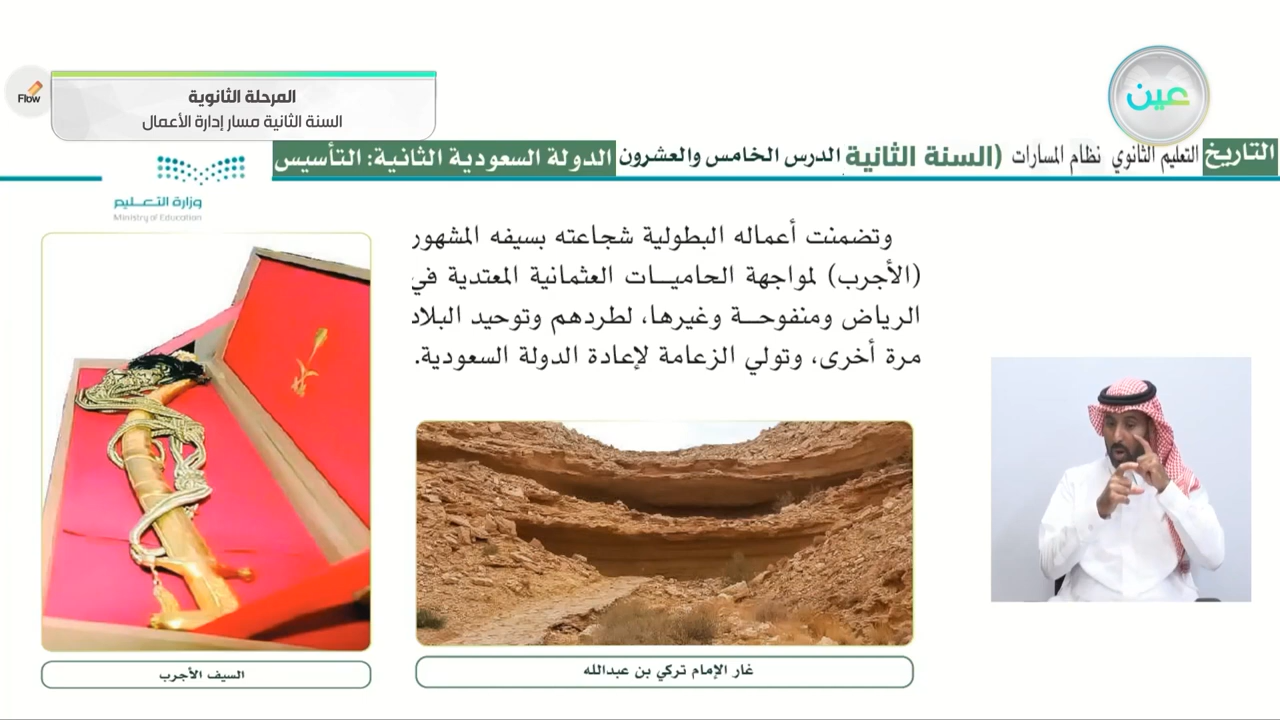 عين
Flow
المرحلة الثانوية
السنة الثانية مسار إدارة الأعمال
التاريخ التعليم الثانوي نظام المسارات (السنة الثانية الدرس الخامس والعشرون الدولة السعودية الثانية: التأسيس
وزارة التعـــليم
Ministry of Education
وتضمنت أعماله البطولية شجاعته بسيفه المشهور
(الأجرب) لمواجهة الحاميـــات العثمانية المعتدية في
الرياض ومنفوحـــة وغيرها، لطردهم وتوحيد البلاد
مرة أخرى، وتولي الزعامة لإعادة الدولة السعودية.
غار الإمام تركي بن عبدالله
السيف الأجرب